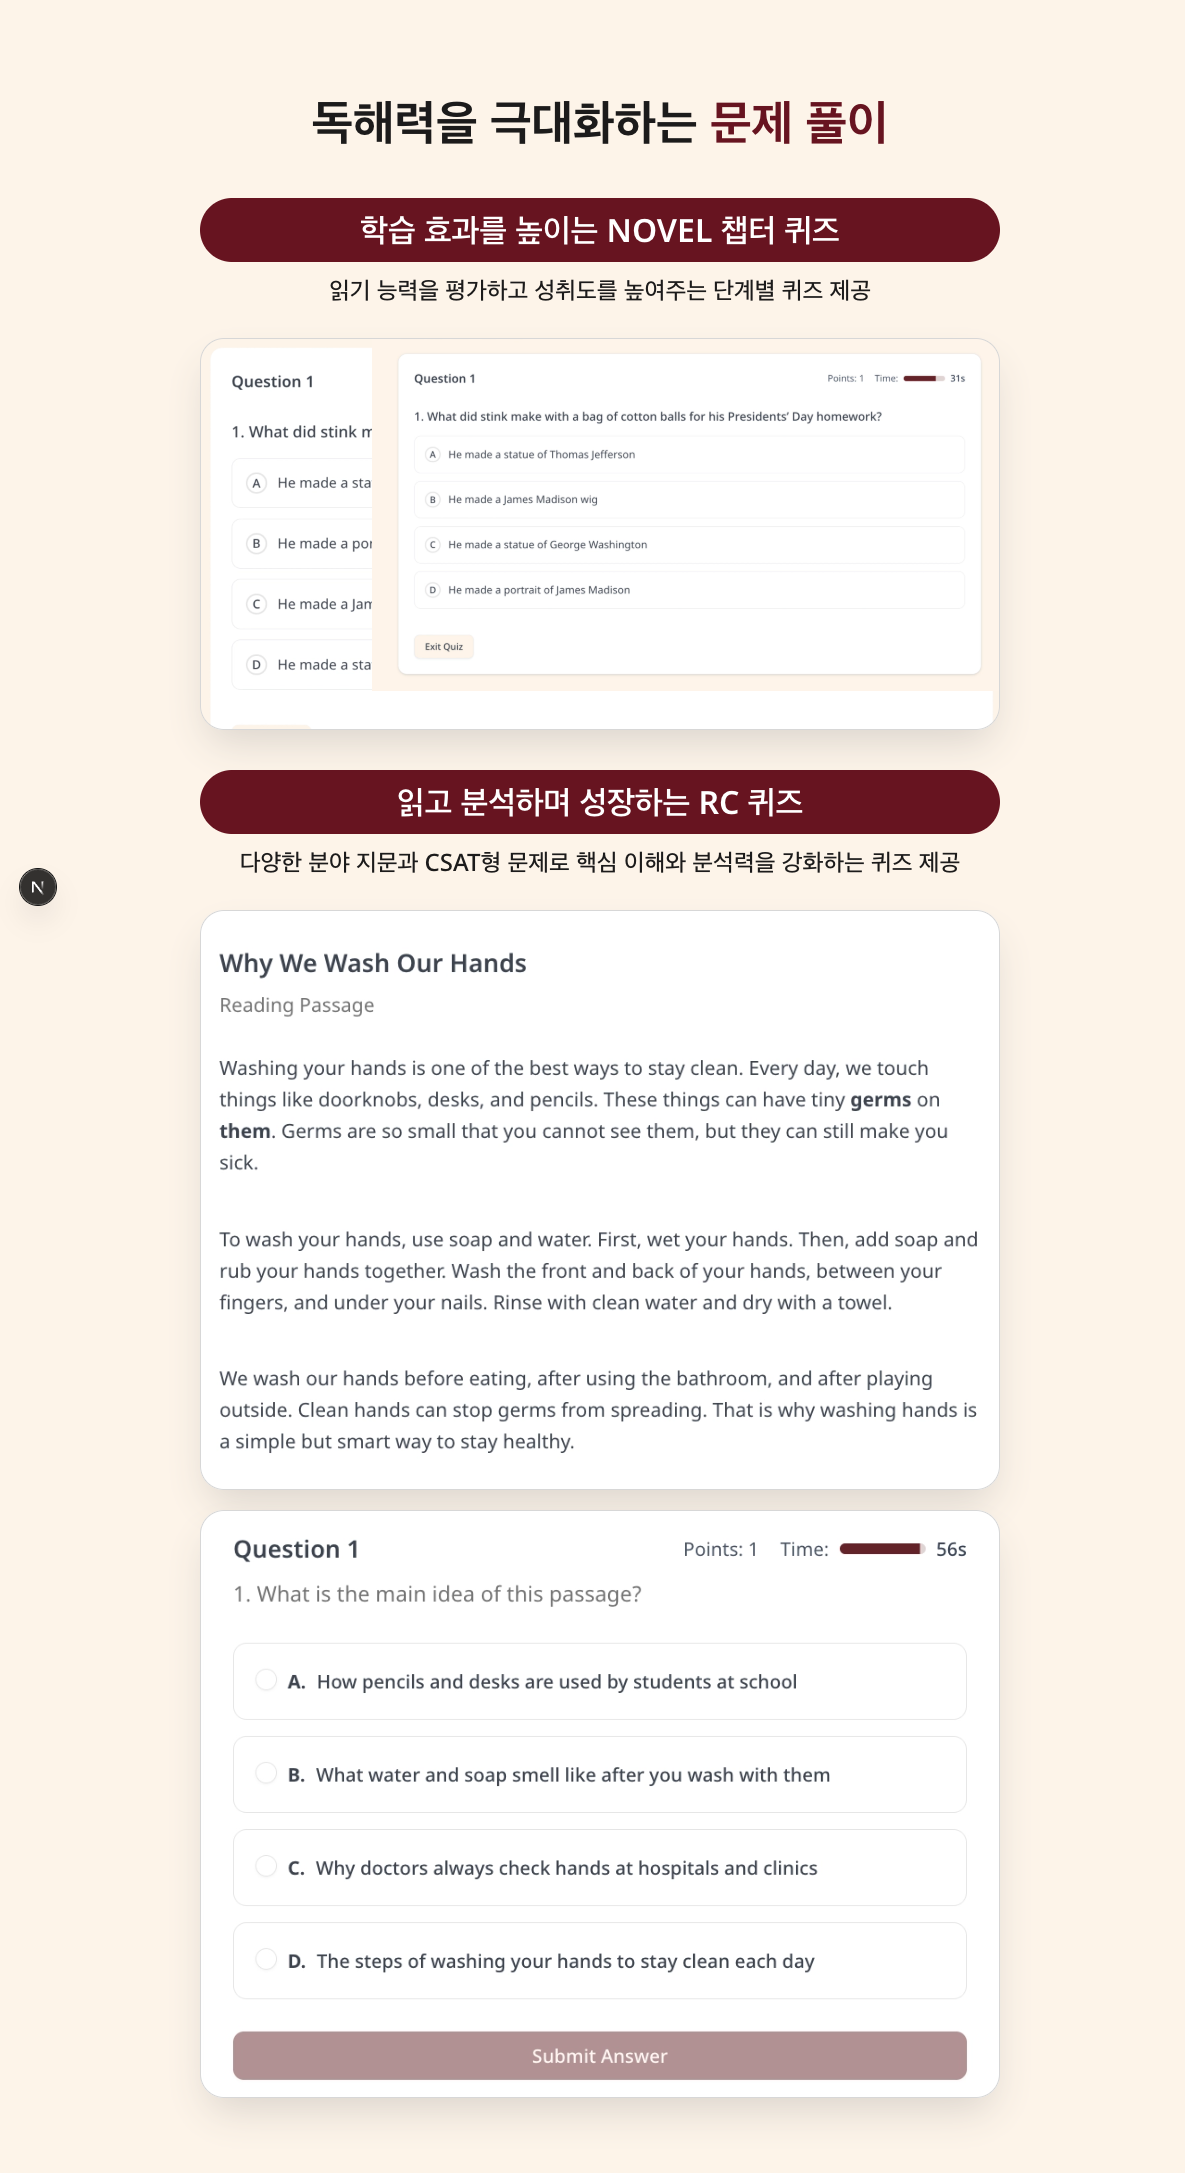 독해력을 극대화하는 문제 풀이
학습 효과를 높이는 NOVEL 챕터 퀴즈
읽기 능력을 평가하고 성취도를 높여주는 단계별 퀴즈 제공
Question 1
1. What did stink m
A He made a sta
B He made a por
C He made a Jam
D He made a sta
Question 1 Points: 1 Time: 31s
1. What did stink make with a bag of cotton balls for his Presidents' Day homework?
A He made a statue of Thomas Jefferson
B He made a James Madison wig
C He made a statue of George Washington
D He made a portrait of James Madison
Exit Quiz
읽고 분석하며 성장하는 RC 퀴즈
다양한 분야 지문과 CSAT형 문제로 핵심 이해와 분석력을 강화하는 퀴즈 제공
N
Why We Wash Our Hands
Reading Passage
Washing your hands is one of the best ways to stay clean. Every day, we touch
things like doorknobs, desks, and pencils. These things can have tiny germs on
them. Germs are so small that you cannot see them, but they can still make you
sick.
To wash your hands, use soap and water. First, wet your hands. Then, add soap and
rub your hands together. Wash the front and back of your hands, between your
fingers, and under your nails. Rinse with clean water and dry with a towel.
We wash our hands before eating, after using the bathroom, and after playing
outside. Clean hands can stop germs from spreading. That is why washing hands is
a simple but smart way to stay healthy.
Question 1 Points: 1 Time: 56s
1. What is the main idea of this passage?
A. How pencils and desks are used by students at school
B. What water and soap smell like after you wash with them
C. Why doctors always check hands at hospitals and clinics
D. The steps of washing your hands to stay clean each day
Submit Answer